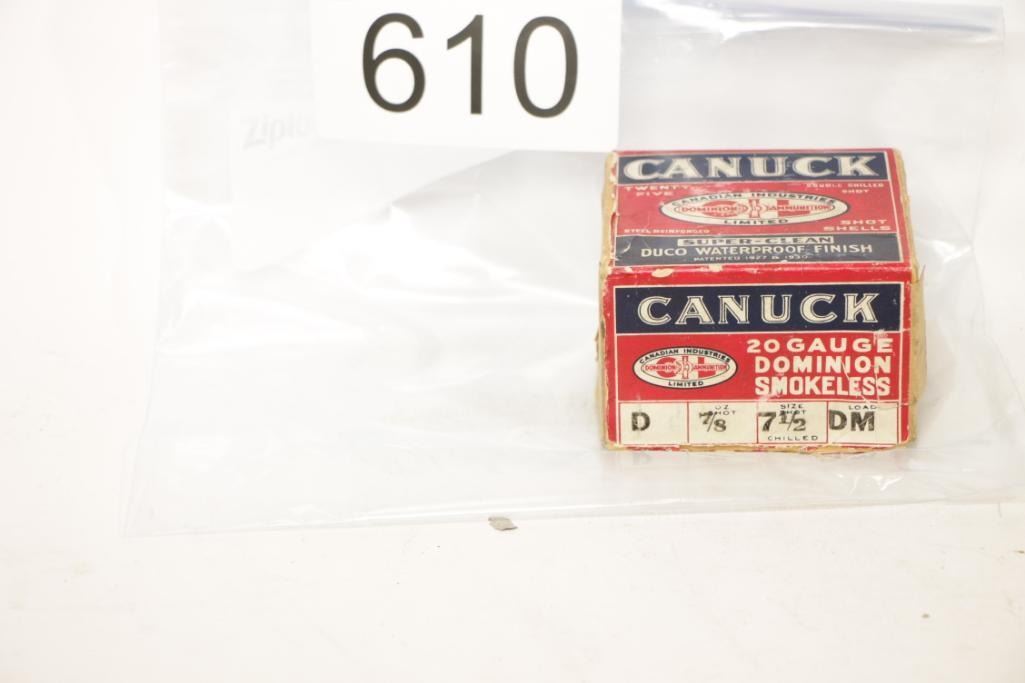 610
CANUCK
TWENTY FIVE
DOUBLE CHILLED SHOT
CANADIAN INDUSTRIES
DOMINION AMMUNITION
LIMITED
STEEL REINFORCED
SHOT SHELLS
SUPER-CLEAN
DUCO WATERPROOF FINISH
PATENTED 1927 & 1930
CANUCK
CANADIAN INDUSTRIES
DOMINION AMMUNITION
LIMITED
20 GAUGE
DOMINION
SMOKELESS
D
OZ SHOT
7/8
SIZE SHOT
7 1/2
CHILLED
LOAD
DM